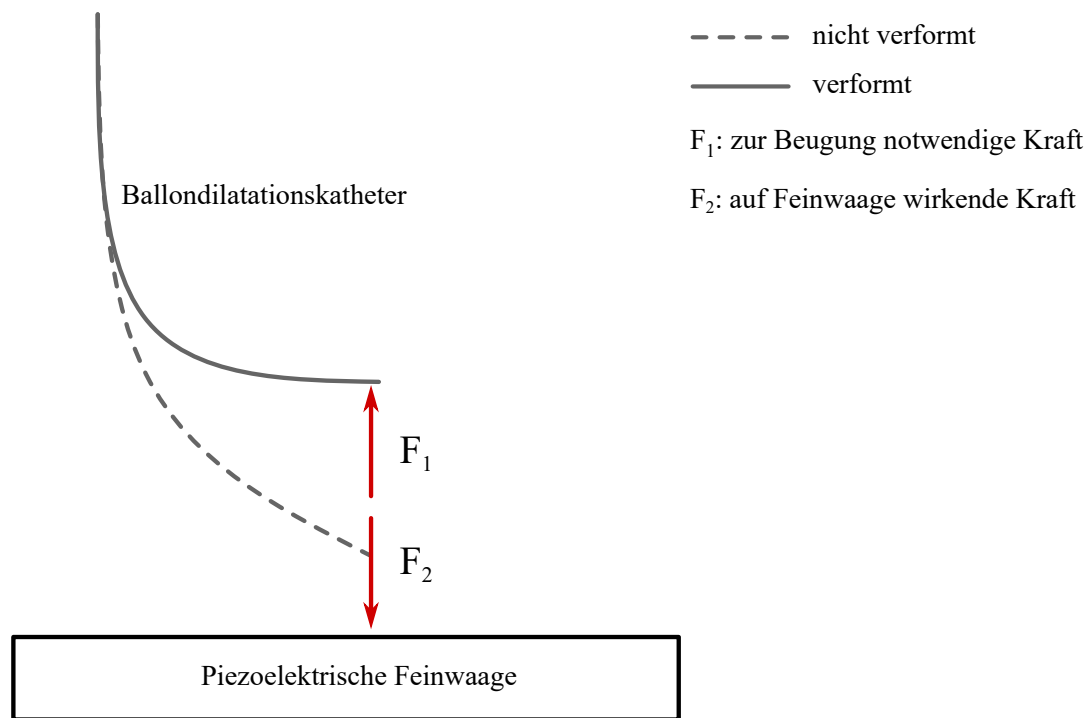 nicht verformt
verformt
F₁: zur Beugung notwendige Kraft
Ballondilatationskatheter
F₂: auf Feinwaage wirkende Kraft
F₁
F₂
Piezoelektrische Feinwaage